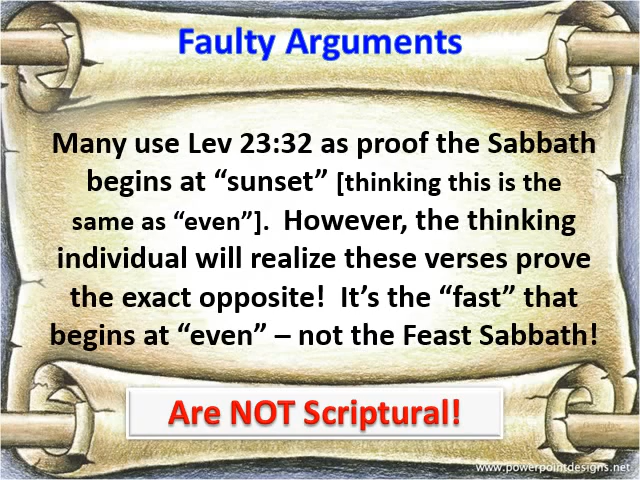 Faulty Arguments
Many use Lev 23:32 as proof the Sabbath
begins at “sunset” [thinking this is the
same as “even”].  However, the thinking
individual will realize these verses prove
the exact opposite!  It’s the “fast” that
begins at “even” – not the Feast Sabbath!
Are NOT Scriptural!
www.powerpointdesigns.net